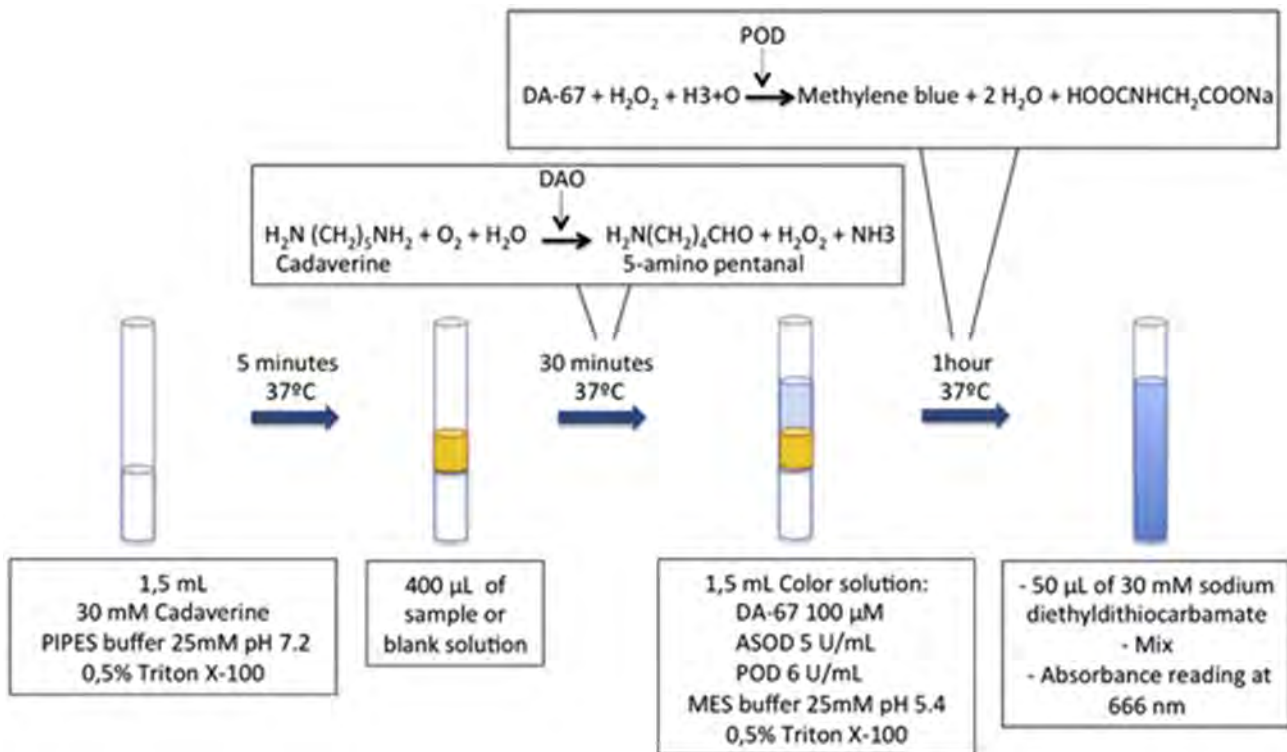 POD
DA-67 + H₂O₂ + H3+O → Methylene blue + 2 H₂O + HOOCNHCH₂COONa
DAO
H₂N (CH₂)₅NH₂ + O₂ + H₂O → H₂N(CH₂)₄CHO + H₂O₂ + NH3
Cadaverine 5-amino pentanal
5 minutes
37ºC
30 minutes
37ºC
1hour
37ºC
1,5 mL
30 mM Cadaverine
PIPES buffer 25mM pH 7.2
0,5% Triton X-100
400 µL of
sample or
blank solution
1,5 mL Color solution:
DA-67 100 µM
ASOD 5 U/mL
POD 6 U/mL
MES buffer 25mM pH 5.4
0,5% Triton X-100
- 50 µL of 30 mM sodium
diethyldithiocarbamate
- Mix
- Absorbance reading at
666 nm